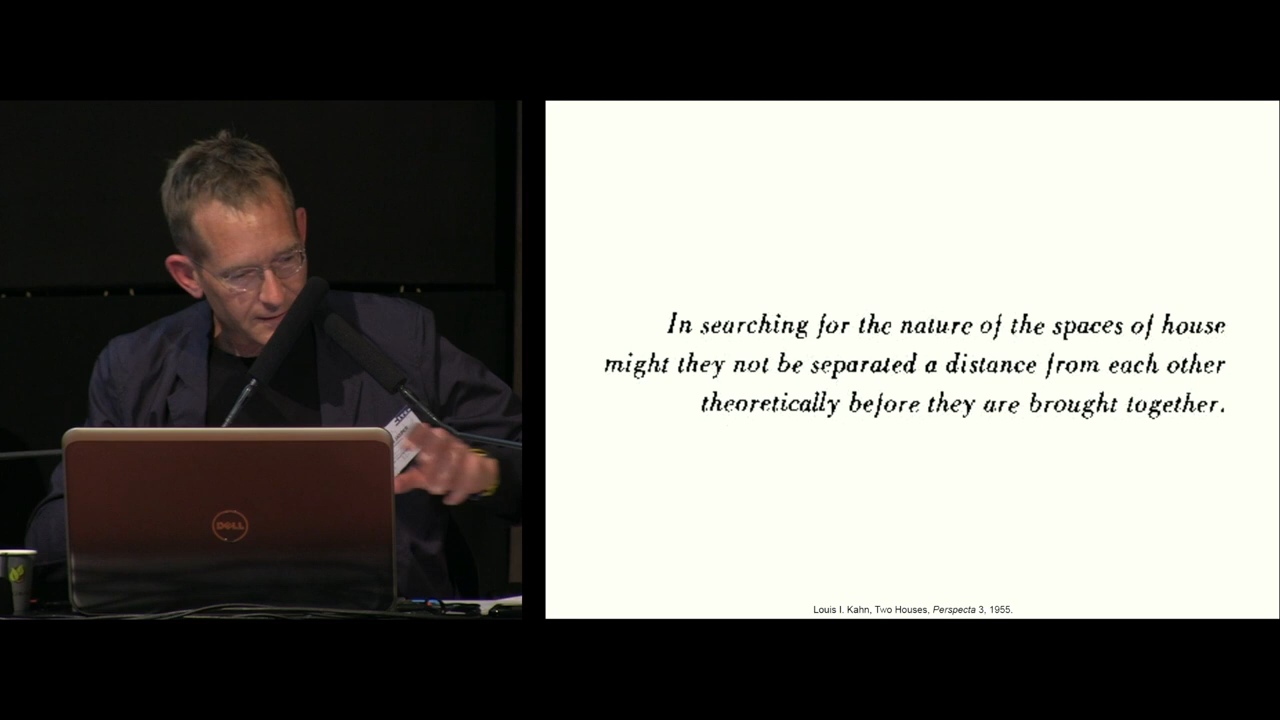 In searching for the nature of the spaces of house
might they not be separated a distance from each other
theoretically before they are brought together.
Louis I. Kahn, Two Houses, Perspecta 3, 1955.
DELL